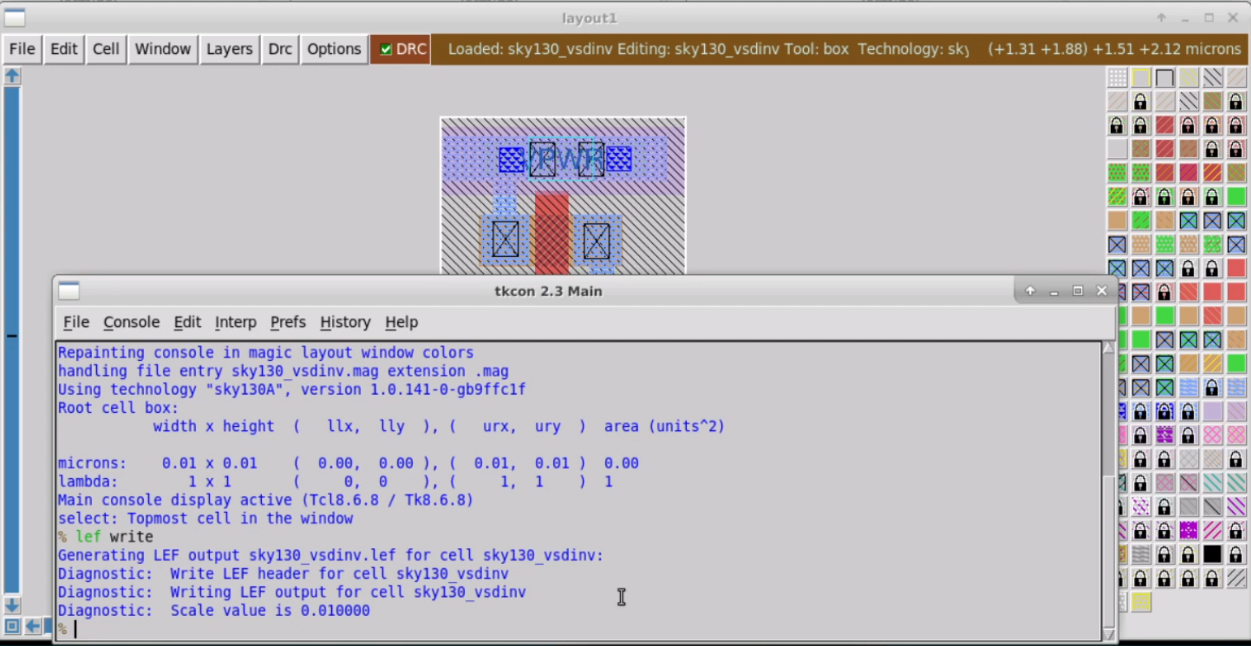 layout1
File Edit Cell Window Layers Drc Options DRC Loaded: sky130_vsdinv Editing: sky130_vsdinv Tool: box Technology: sky (+1.31 +1.88) +1.51 +2.12 microns
VPWR
tkcon 2.3 Main
File Console Edit Interp Prefs History Help
Repainting console in magic layout window colors
handling file entry sky130_vsdinv.mag extension .mag
Using technology "sky130A", version 1.0.141-0-gb9ffc1f
Root cell box:
width x height ( llx, lly ), ( urx, ury ) area (units^2)
microns: 0.01 x 0.01 ( 0.00, 0.00 ), ( 0.01, 0.01 ) 0.00
lambda: 1 x 1 ( 0, 0 ), ( 1, 1 ) 1
Main console display active (Tcl8.6.8 / Tk8.6.8)
select: Topmost cell in the window
% lef write
Generating LEF output sky130_vsdinv.lef for cell sky130_vsdinv:
Diagnostic: Write LEF header for cell sky130_vsdinv
Diagnostic: Writing LEF output for cell sky130_vsdinv
Diagnostic: Scale value is 0.010000
%